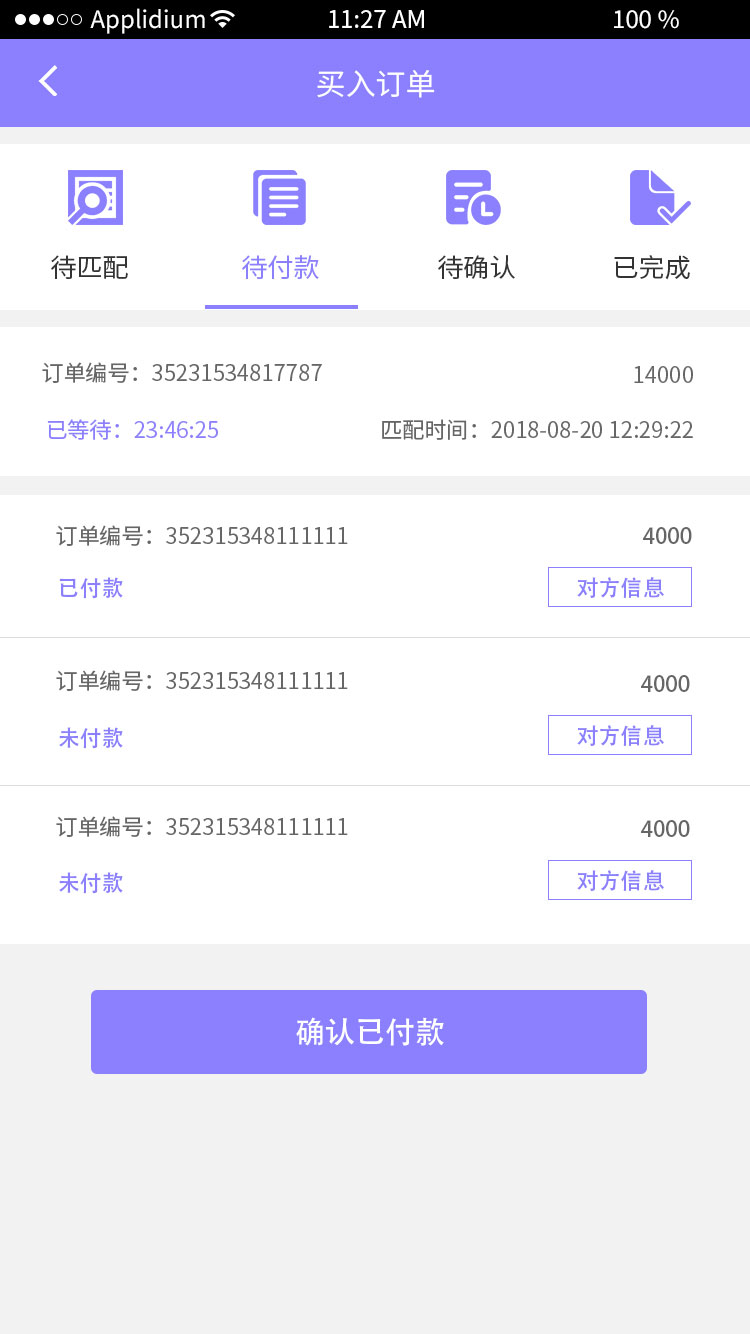 Applidium 11:27 AM 100 %
买入订单
待匹配 待付款 待确认 已完成
订单编号：35231534817787 14000
已等待：23:46:25 匹配时间：2018-08-20 12:29:22
订单编号：352315348111111 4000
已付款 对方信息
订单编号：352315348111111 4000
未付款 对方信息
订单编号：352315348111111 4000
未付款 对方信息
确认已付款